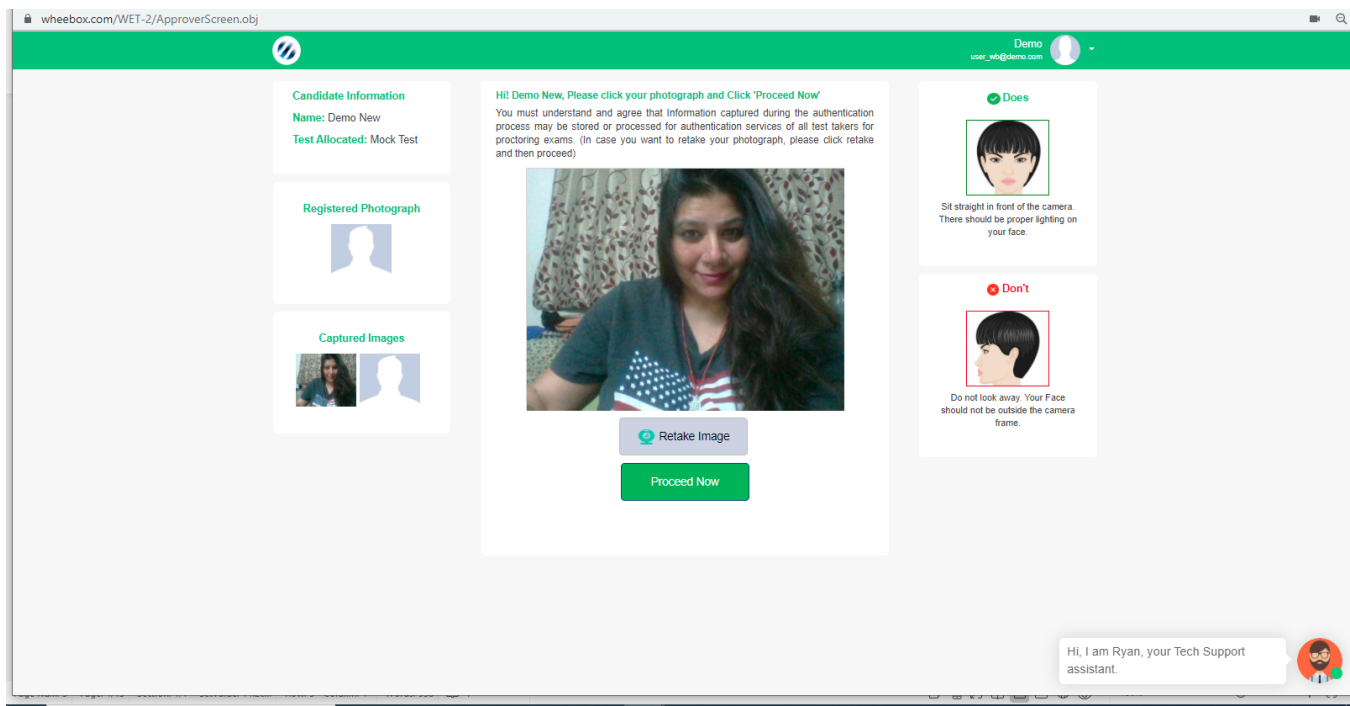 wheebox.com/WET-2/ApproverScreen.obj
Demo
user_wb@demo.com
Candidate Information
Name: Demo New
Test Allocated: Mock Test
Registered Photograph
Captured Images
Hi! Demo New, Please click your photograph and Click 'Proceed Now'
You must understand and agree that Information captured during the authentication
process may be stored or processed for authentication services of all test takers for
proctoring exams. (In case you want to retake your photograph, please click retake
and then proceed)
Retake Image
Proceed Now
Does
Sit straight in front of the camera.
There should be proper lighting on
your face.
Don't
Do not look away. Your Face
should not be outside the camera
frame.
Hi, I am Ryan, your Tech Support
assistant.